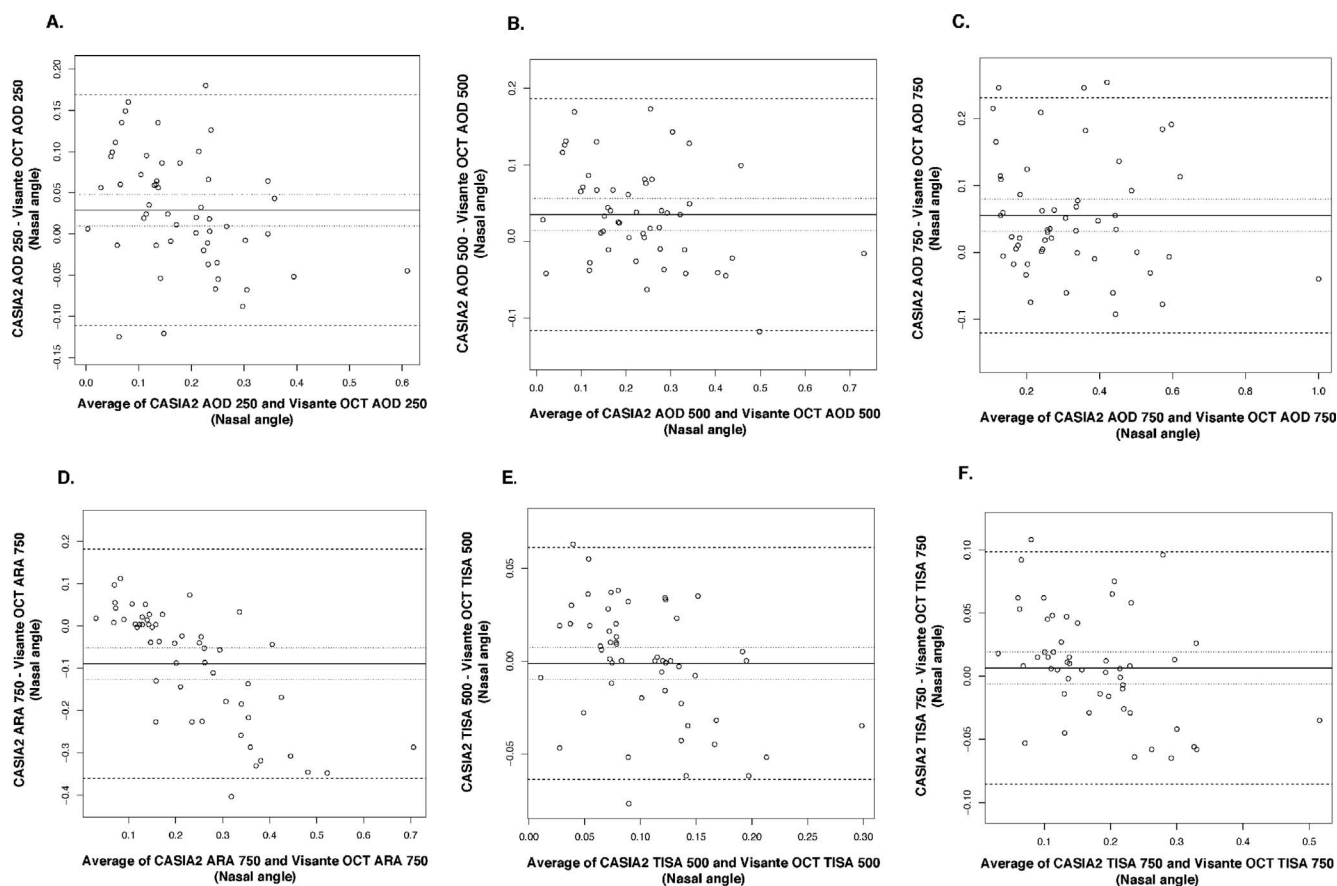 A.
CASIA2 AOD 250 - Visante OCT AOD 250
(Nasal angle)
0.20
0.15
0.10
0.05
0.00
−0.05
−0.10
−0.15
0.0 0.1 0.2 0.3 0.4 0.5 0.6
Average of CASIA2 AOD 250 and Visante OCT AOD 250
(Nasal angle)
B.
CASIA2 AOD 500 - Visante OCT AOD 500
(Nasal angle)
0.2
0.1
0.0
−0.1
0.0 0.1 0.2 0.3 0.4 0.5 0.6 0.7
Average of CASIA2 AOD 500 and Visante OCT AOD 500
(Nasal angle)
C.
CASIA2 AOD 750 - Visante OCT AOD 750
(Nasal angle)
0.2
0.1
0.0
−0.1
0.2 0.4 0.6 0.8 1.0
Average of CASIA2 AOD 750 and Visante OCT AOD 750
(Nasal angle)
D.
CASIA2 ARA 750 - Visante OCT ARA 750
(Nasal angle)
0.2
0.1
0.0
−0.1
−0.2
−0.3
−0.4
0.1 0.2 0.3 0.4 0.5 0.6 0.7
Average of CASIA2 ARA 750 and Visante OCT ARA 750
(Nasal angle)
E.
CASIA2 TISA 500 - Visante OCT TISA 500
(Nasal angle)
0.05
0.00
−0.05
0.00 0.05 0.10 0.15 0.20 0.25 0.30
Average of CASIA2 TISA 500 and Visante OCT TISA 500
(Nasal angle)
F.
CASIA2 TISA 750 - Visante OCT TISA 750
(Nasal angle)
0.10
0.05
0.00
−0.05
−0.10
0.1 0.2 0.3 0.4 0.5
Average of CASIA2 TISA 750 and Visante OCT TISA 750
(Nasal angle)